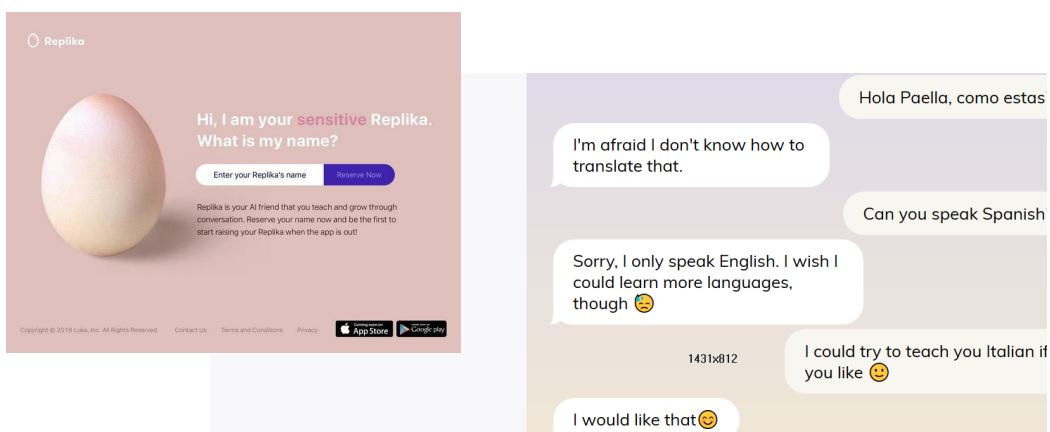 Replika
Hi, I am your sensitive Replika.
What is my name?
Enter your Replika's name
Reserve Now
Replika is your AI friend that you teach and grow through
conversation. Reserve your name now and be the first to
start raising your Replika when the app is out!
Copyright © 2016 Luka, Inc. All Rights Reserved
Contact Us
Terms and Conditions
Privacy
Coming soon on
App Store
Google play
Hola Paella, como estas
I'm afraid I don't know how to
translate that.
Can you speak Spanish
Sorry, I only speak English. I wish I
could learn more languages,
though 😓
1431x812
I could try to teach you Italian if
you like 🙂
I would like that😊